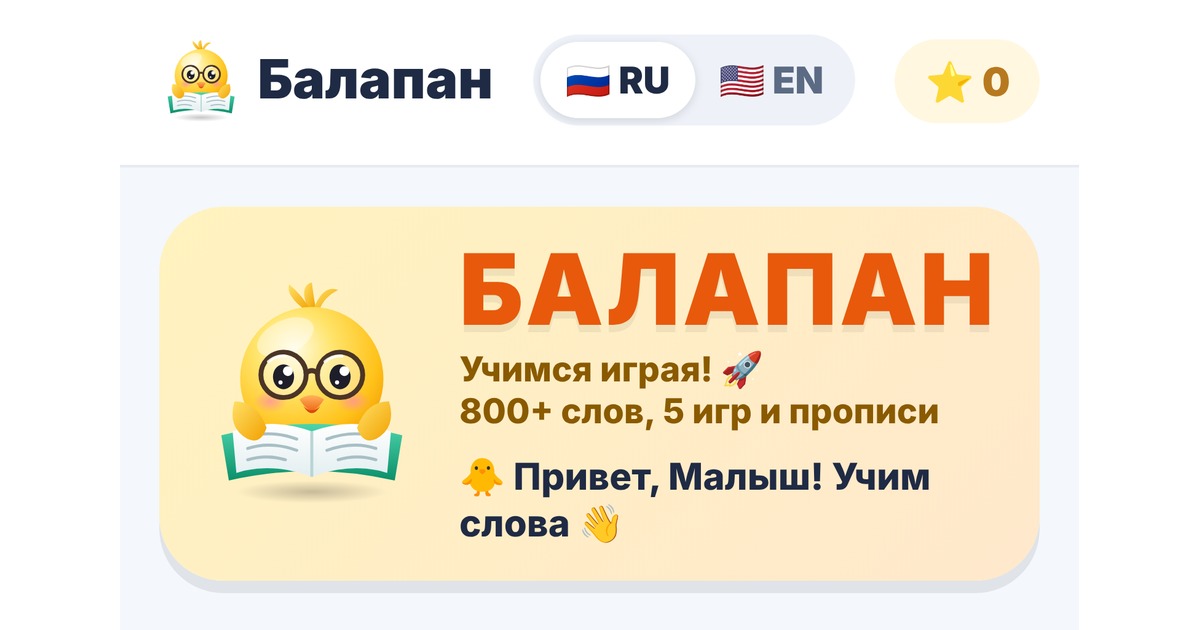 Балапан
RU
EN
0
БАЛАПАН
Учимся играя! 🚀
800+ слов, 5 игр и прописи
🐥 Привет, Малыш! Учим
слова 👋